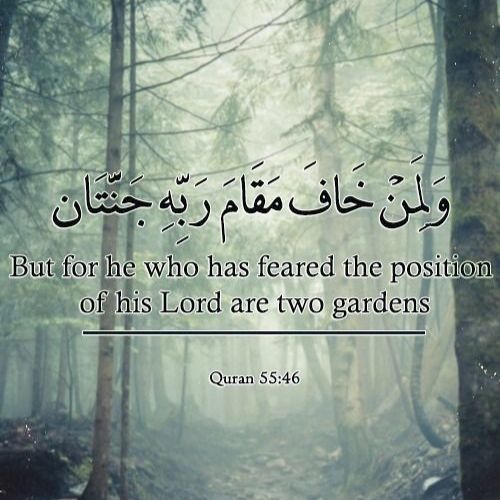 وَلِمَنْ خَافَ مَقَامَ رَبِّهِ جَنَّتَانِ
But for he who has feared the position
of his Lord are two gardens
Quran 55:46